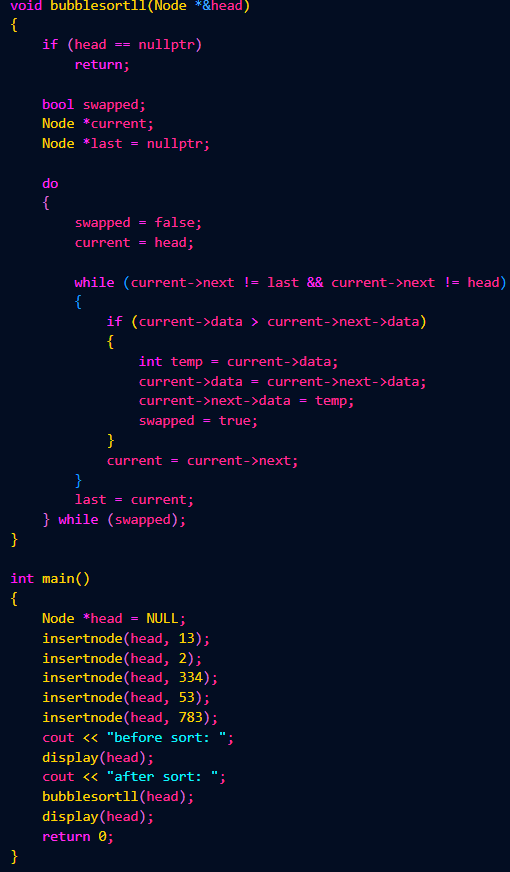 void bubblesortll(Node *&head)
{
    if (head == nullptr)
        return;

    bool swapped;
    Node *current;
    Node *last = nullptr;

    do
    {
        swapped = false;
        current = head;

        while (current->next != last && current->next != head)
        {
            if (current->data > current->next->data)
            {
                int temp = current->data;
                current->data = current->next->data;
                current->next->data = temp;
                swapped = true;
            }
            current = current->next;
        }
        last = current;
    } while (swapped);
}

int main()
{
    Node *head = NULL;
    insertnode(head, 13);
    insertnode(head, 2);
    insertnode(head, 334);
    insertnode(head, 53);
    insertnode(head, 783);
    cout << "before sort: ";
    display(head);
    cout << "after sort: ";
    bubblesortll(head);
    display(head);
    return 0;
}